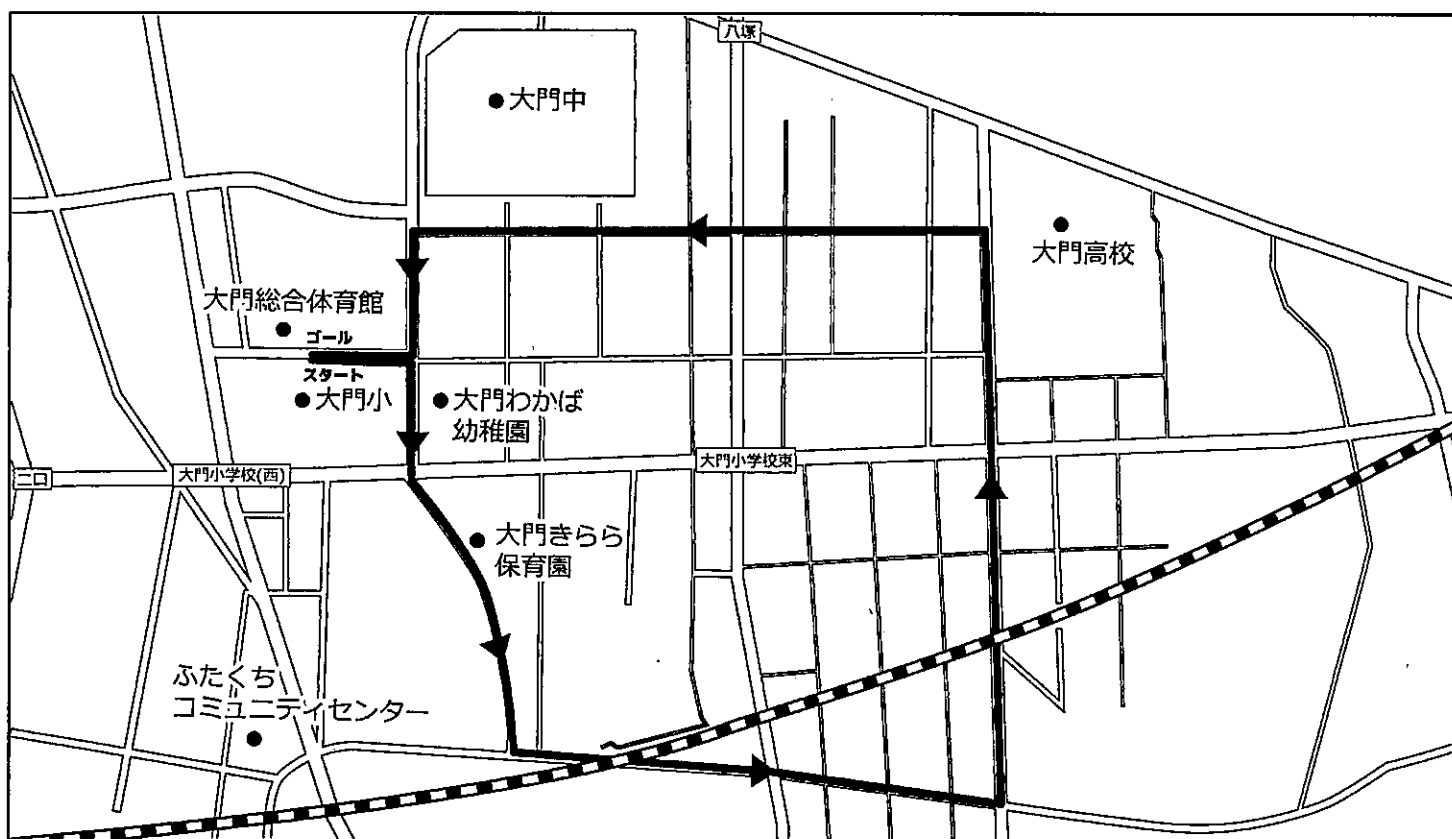 八塚
大門中
大門高校
大門総合体育館
ゴール
スタート
大門小
大門わかば
幼稚園
大門小学校東
二口
大門小学校(西)
大門きらら
保育園
ふたくち
コミュニティセンター